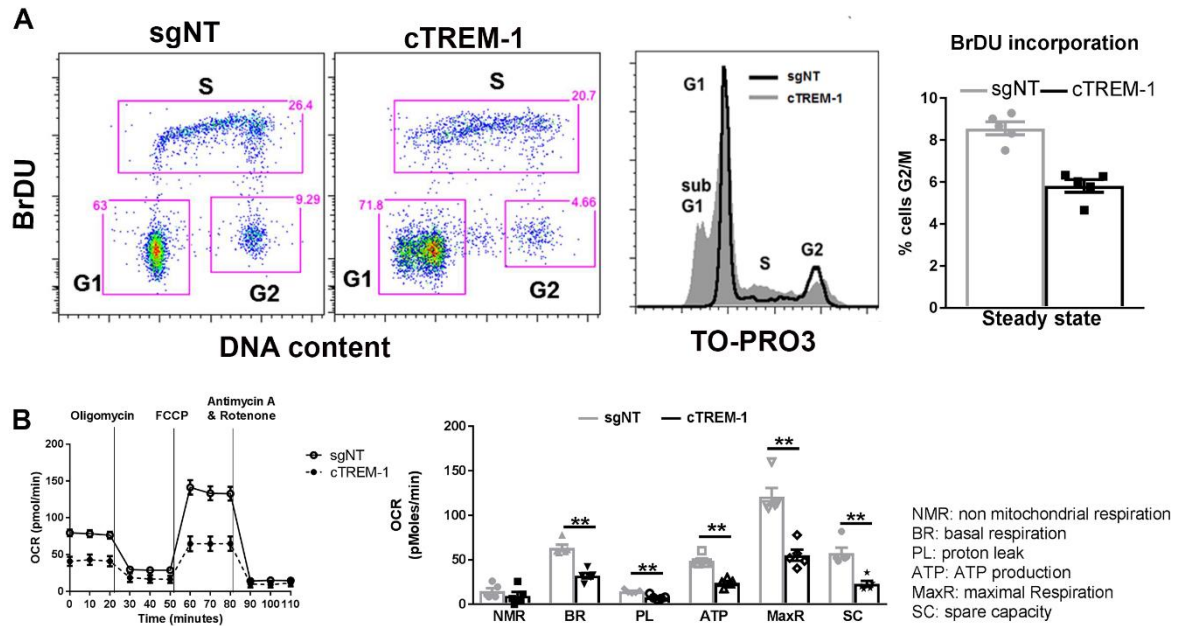 A
sgNT
cTREM-1
S
26.4
63
9.29
G1
G2
20.7
71.8
4.66
G1
G2
BrDU
DNA content
G1
sgNT
cTREM-1
sub
G1
S
G2
TO-PRO3
BrDU incorporation
sgNT cTREM-1
% cells G2/M
10
8
6
4
2
0
Steady state
B
Oligomycin FCCP Antimycin A
& Rotenone
OCR (pmol/min)
200
150
100
50
0
0 10 20 30 40 50 60 70 80 90 100 110
Time (minutes)
sgNT
cTREM-1
sgNT cTREM-1
OCR
(pMoles/min)
200
150
100
50
0
**
**
**
**
**
NMR BR PL ATP MaxR SC
NMR: non mitochondrial respiration
BR: basal respiration
PL: proton leak
ATP: ATP production
MaxR: maximal Respiration
SC: spare capacity